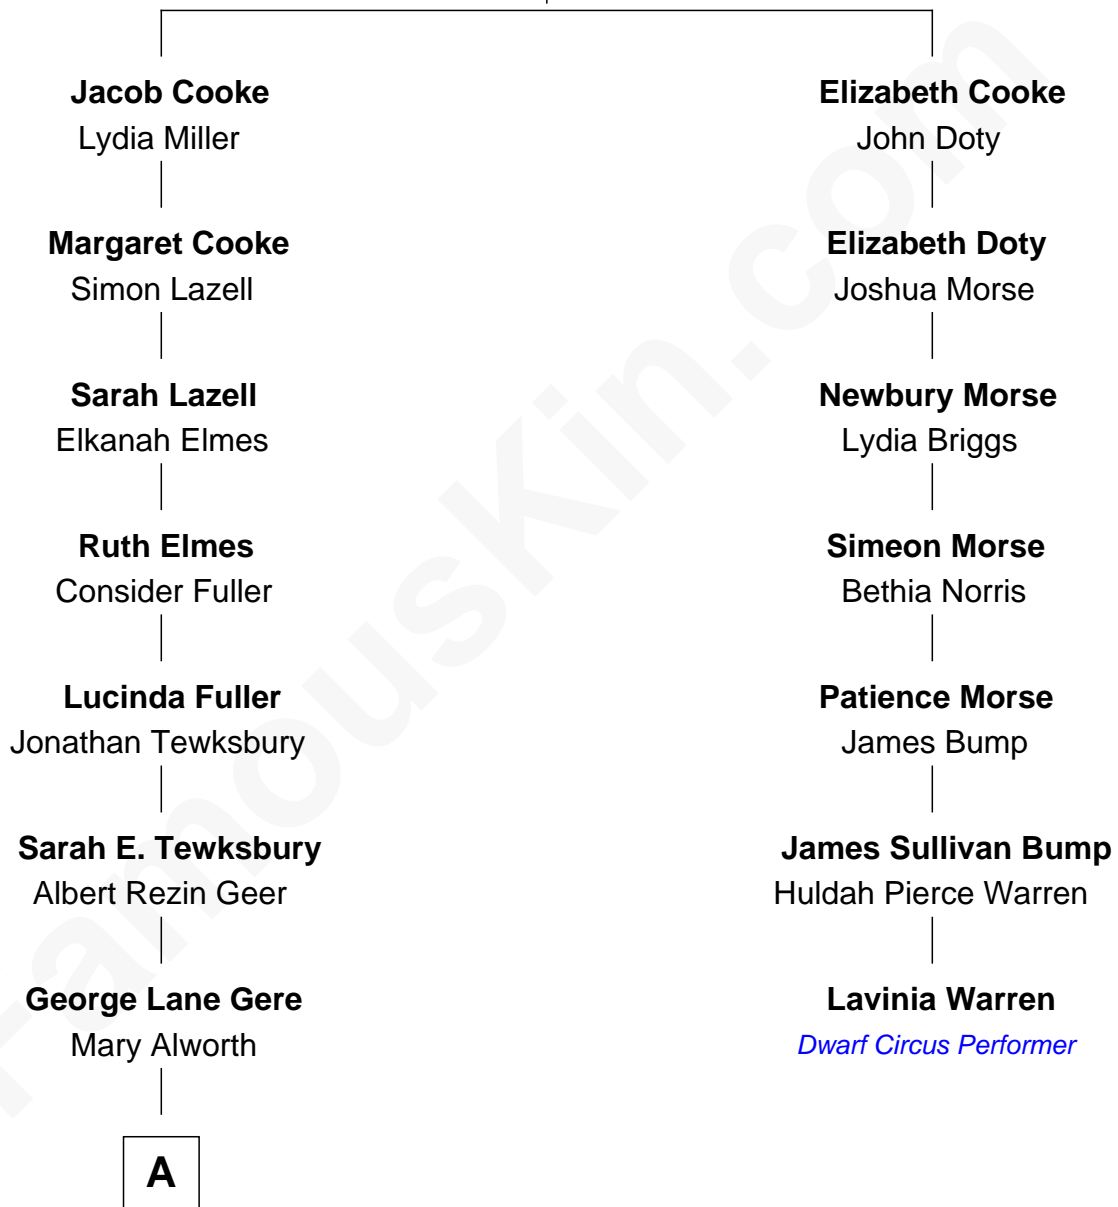 Jacob Cooke
Lydia Miller
Margaret Cooke
Simon Lazell
Sarah Lazell
Elkanah Elmes
Ruth Elmes
Consider Fuller
Lucinda Fuller
Jonathan Tewksbury
Sarah E. Tewksbury
Albert Rezin Geer
George Lane Gere
Mary Alworth
A
Elizabeth Cooke
John Doty
Elizabeth Doty
Joshua Morse
Newbury Morse
Lydia Briggs
Simeon Morse
Bethia Norris
Patience Morse
James Bump
James Sullivan Bump
Huldah Pierce Warren
Lavinia Warren
Dwarf Circus Performer
FamousKin.com